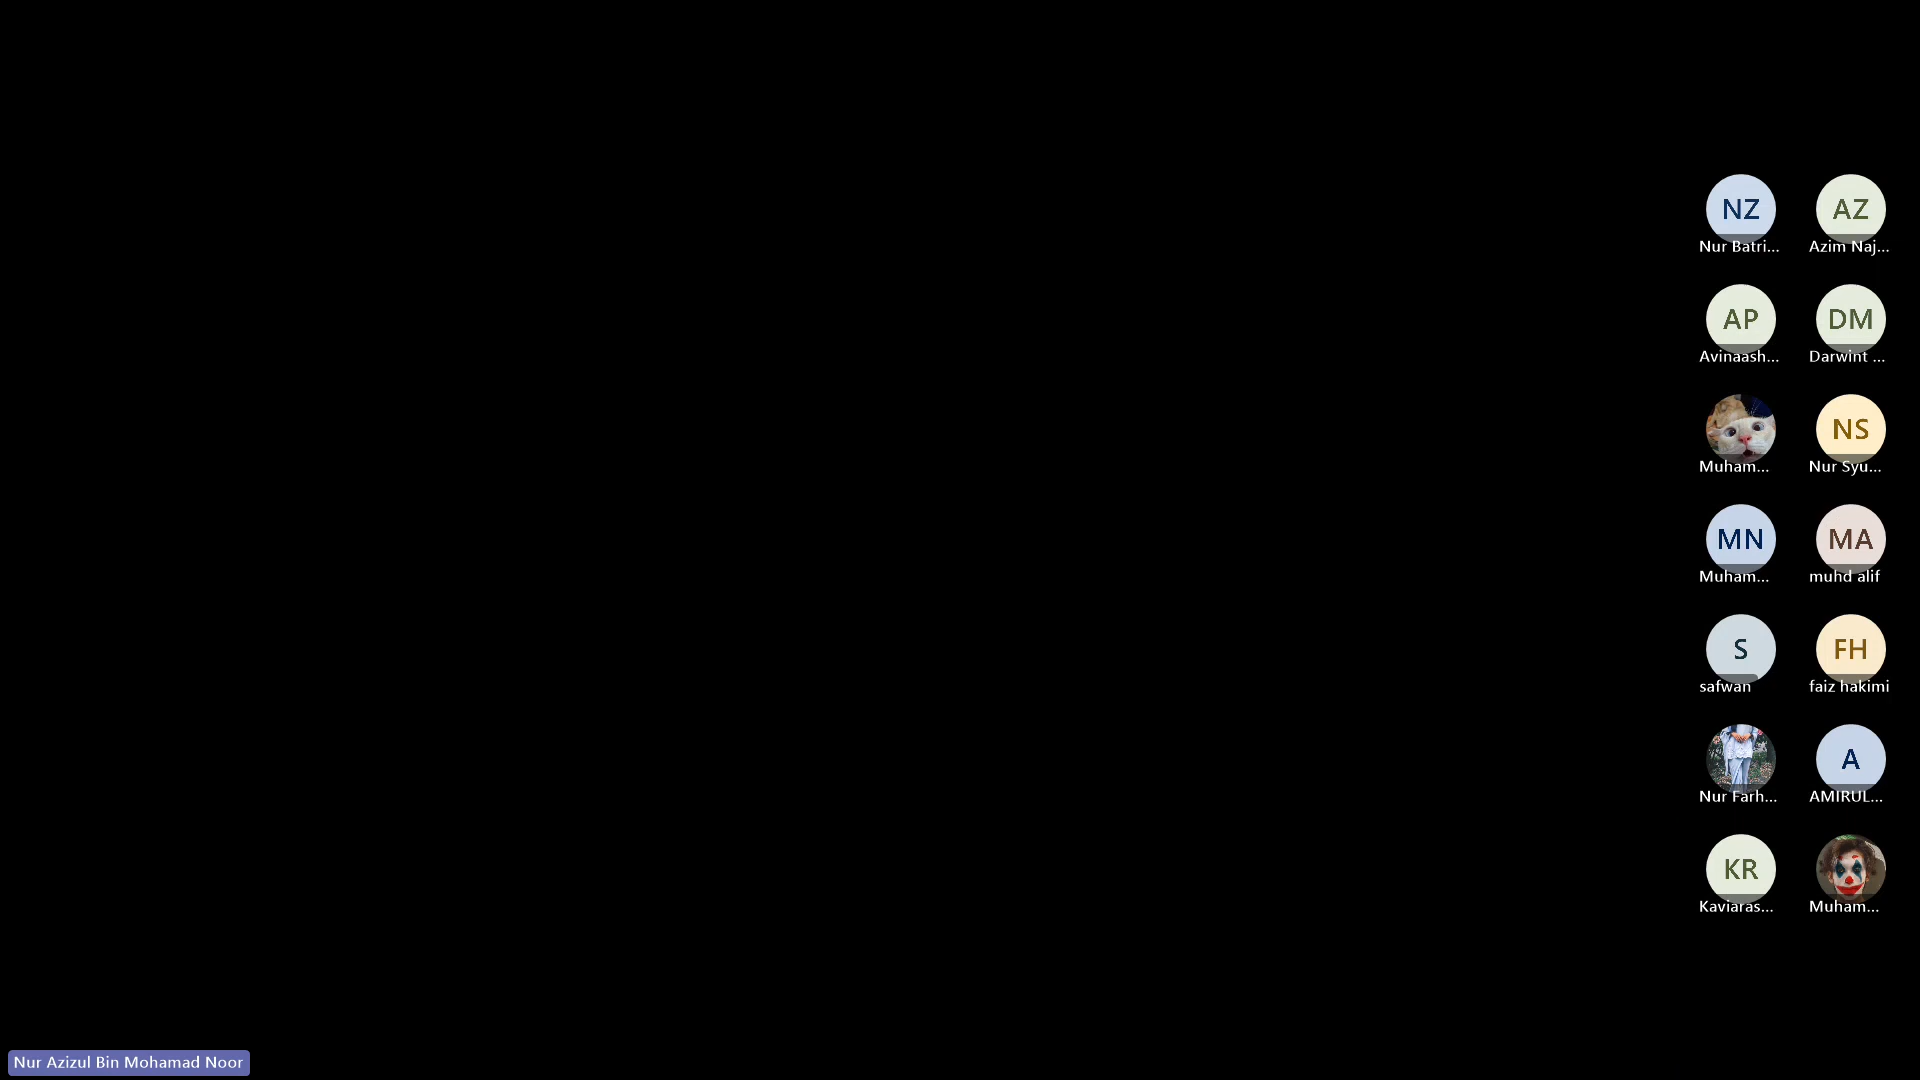 NZ
Nur Batri...
AZ
Azim Naj...
AP
Avinaash...
DM
Darwint ...
Muham...
NS
Nur Syu...
MN
Muham...
MA
muhd alif
S
safwan
FH
faiz hakimi
Nur Farh...
A
AMIRUL...
KR
Kaviaras...
Muham...
Nur Azizul Bin Mohamad Noor